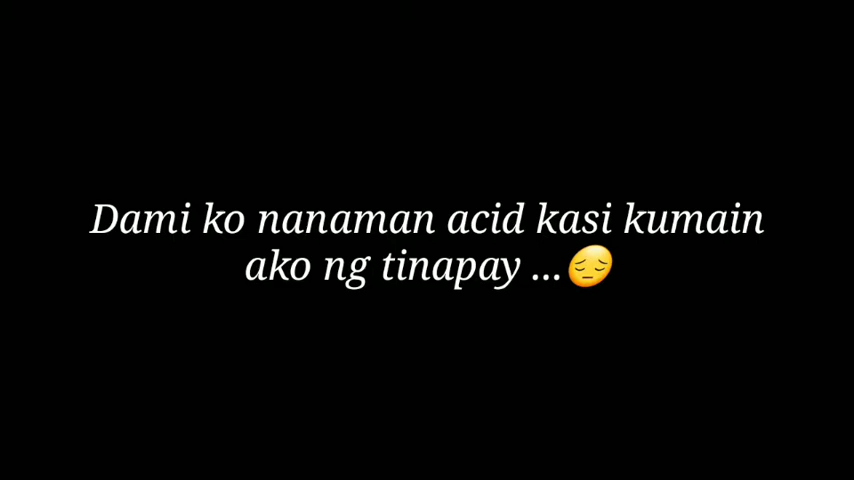 Dami ko nanaman acid kasi kumain
ako ng tinapay ...😔